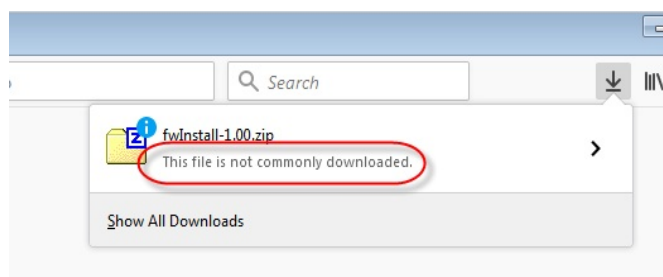 Search
fwInstall-1.00.zip
This file is not commonly downloaded.
Show All Downloads